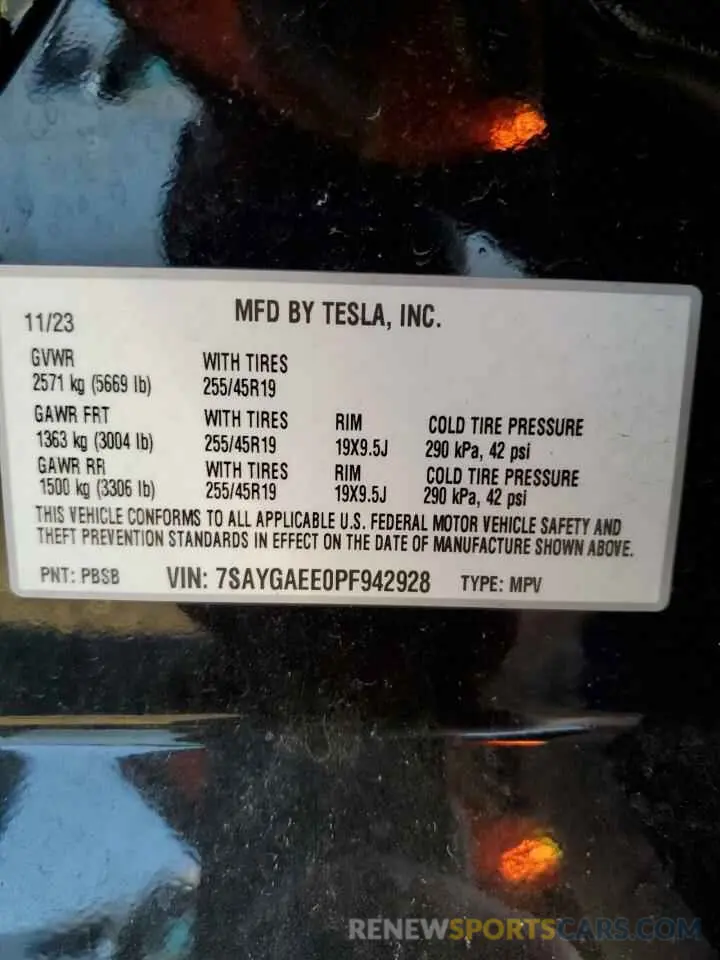 MFD BY TESLA, INC.
11/23
GVWR WITH TIRES
2571 kg (5669 lb) 255/45R19
GAWR FRT WITH TIRES RIM COLD TIRE PRESSURE
1363 kg (3004 lb) 255/45R19 19X9.5J 290 kPa, 42 psi
GAWR RR WITH TIRES RIM COLD TIRE PRESSURE
1500 kg (3306 lb) 255/45R19 19X9.5J 290 kPa, 42 psi
THIS VEHICLE CONFORMS TO ALL APPLICABLE U.S. FEDERAL MOTOR VEHICLE SAFETY AND
THEFT PREVENTION STANDARDS IN EFFECT ON THE DATE OF MANUFACTURE SHOWN ABOVE.
PNT: PBSB VIN: 7SAYGAEE0PF942928 TYPE: MPV
RENEWSPORTSCARS.COM